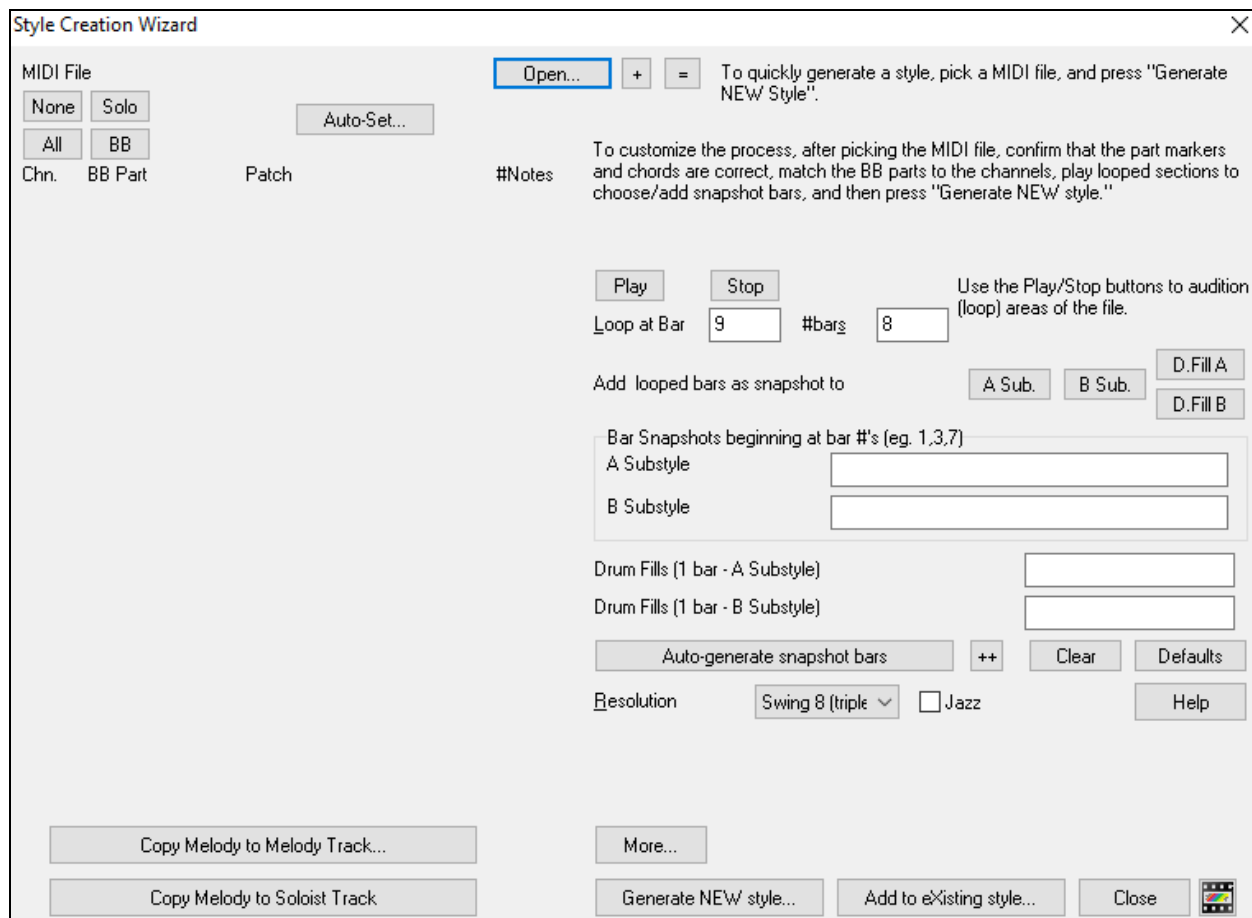 Style Creation Wizard
MIDI File
Open...
+
=
To quickly generate a style, pick a MIDI file, and press "Generate
NEW Style".
None
Solo
Auto-Set...
All
BB
Chn.
BB Part
Patch
#Notes
To customize the process, after picking the MIDI file, confirm that the part markers
and chords are correct, match the BB parts to the channels, play looped sections to
choose/add snapshot bars, and then press "Generate NEW style."
Play
Stop
Use the Play/Stop buttons to audition
(loop) areas of the file.
Loop at Bar
9
#bars
8
Add looped bars as snapshot to
A Sub.
B Sub.
D.Fill A
D.Fill B
Bar Snapshots beginning at bar #'s (eg. 1,3,7)
A Substyle
B Substyle
Drum Fills (1 bar - A Substyle)
Drum Fills (1 bar - B Substyle)
Auto-generate snapshot bars
++
Clear
Defaults
Resolution
Swing 8 (triple
Jazz
Help
Copy Melody to Melody Track...
More...
Copy Melody to Soloist Track
Generate NEW style...
Add to eXisting style...
Close